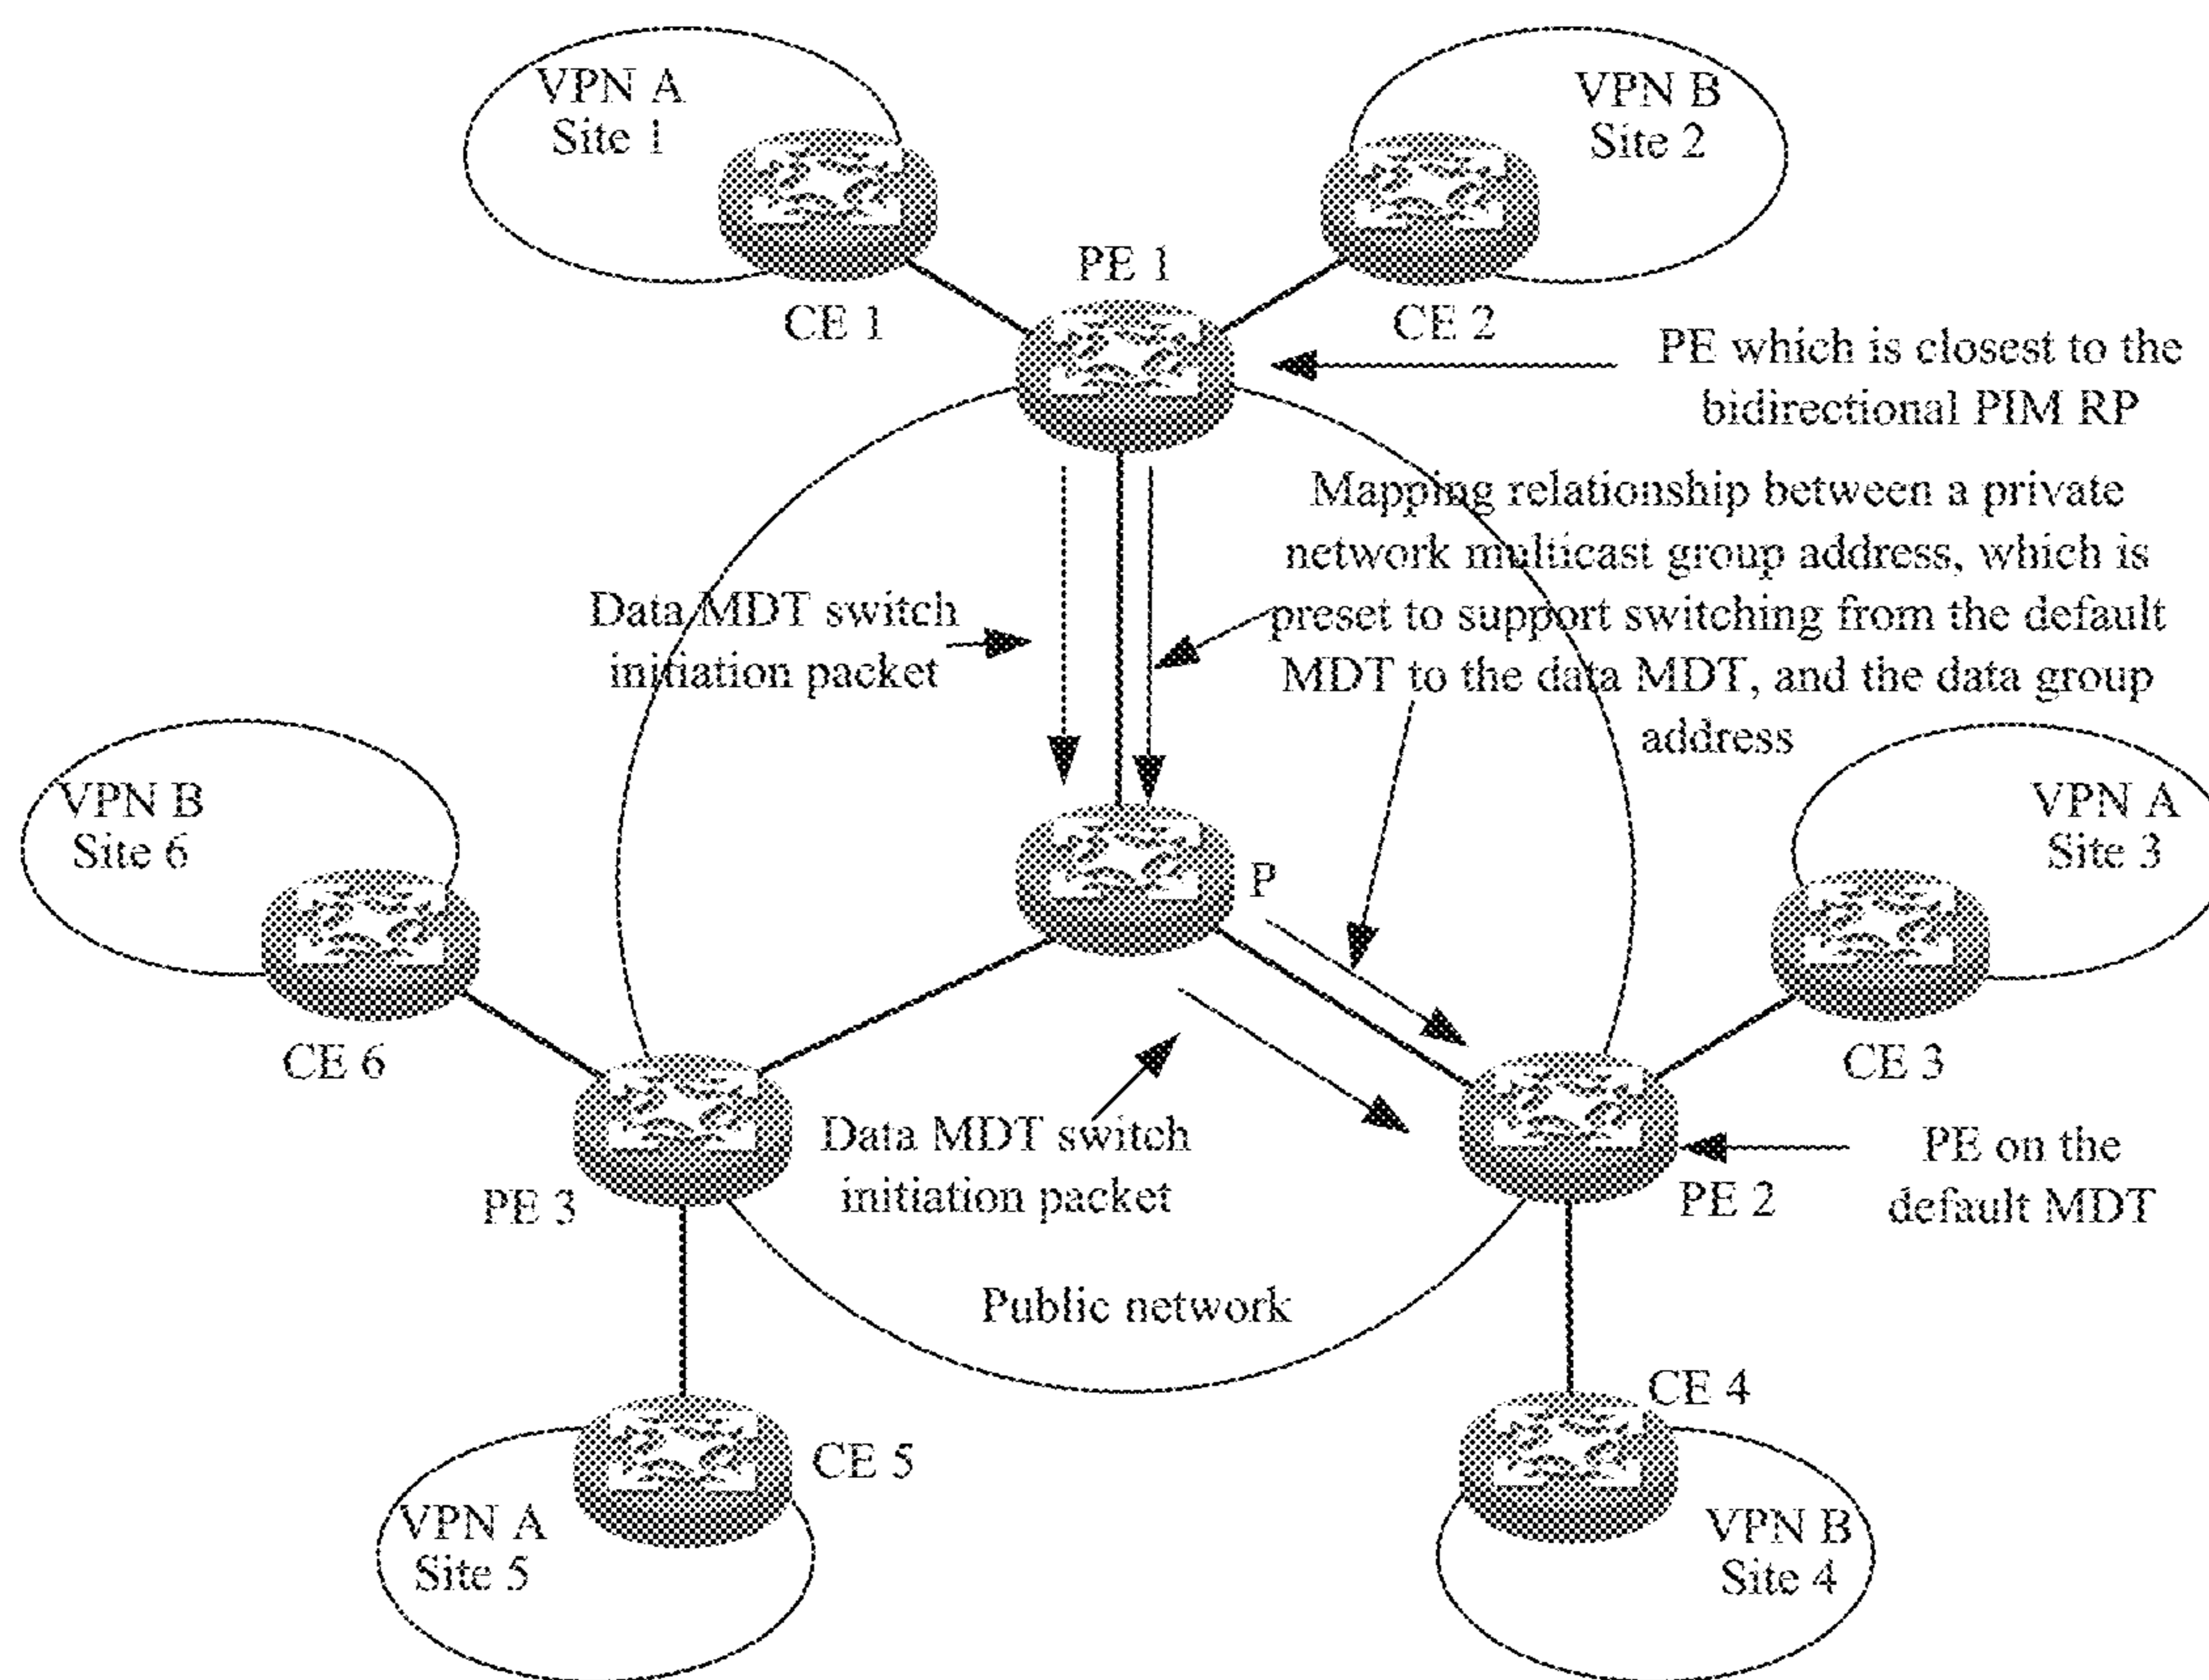 VPN A
Site 1
VPN B
Site 2
PE 1
CE 1
CE 2
PE which is closest to the
bidirectional PIM RP
Mapping relationship between a private
network multicast group address, which is
preset to support switching from the default
MDT to the data MDT, and the data group
address
Data MDT switch
initiation packet
VPN B
Site 6
VPN A
Site 3
P
CE 6
CE 3
Data MDT switch
initiation packet
PE 3
PE 2
PE on the
default MDT
Public network
CE 4
CE 5
VPN A
Site 5
VPN B
Site 4